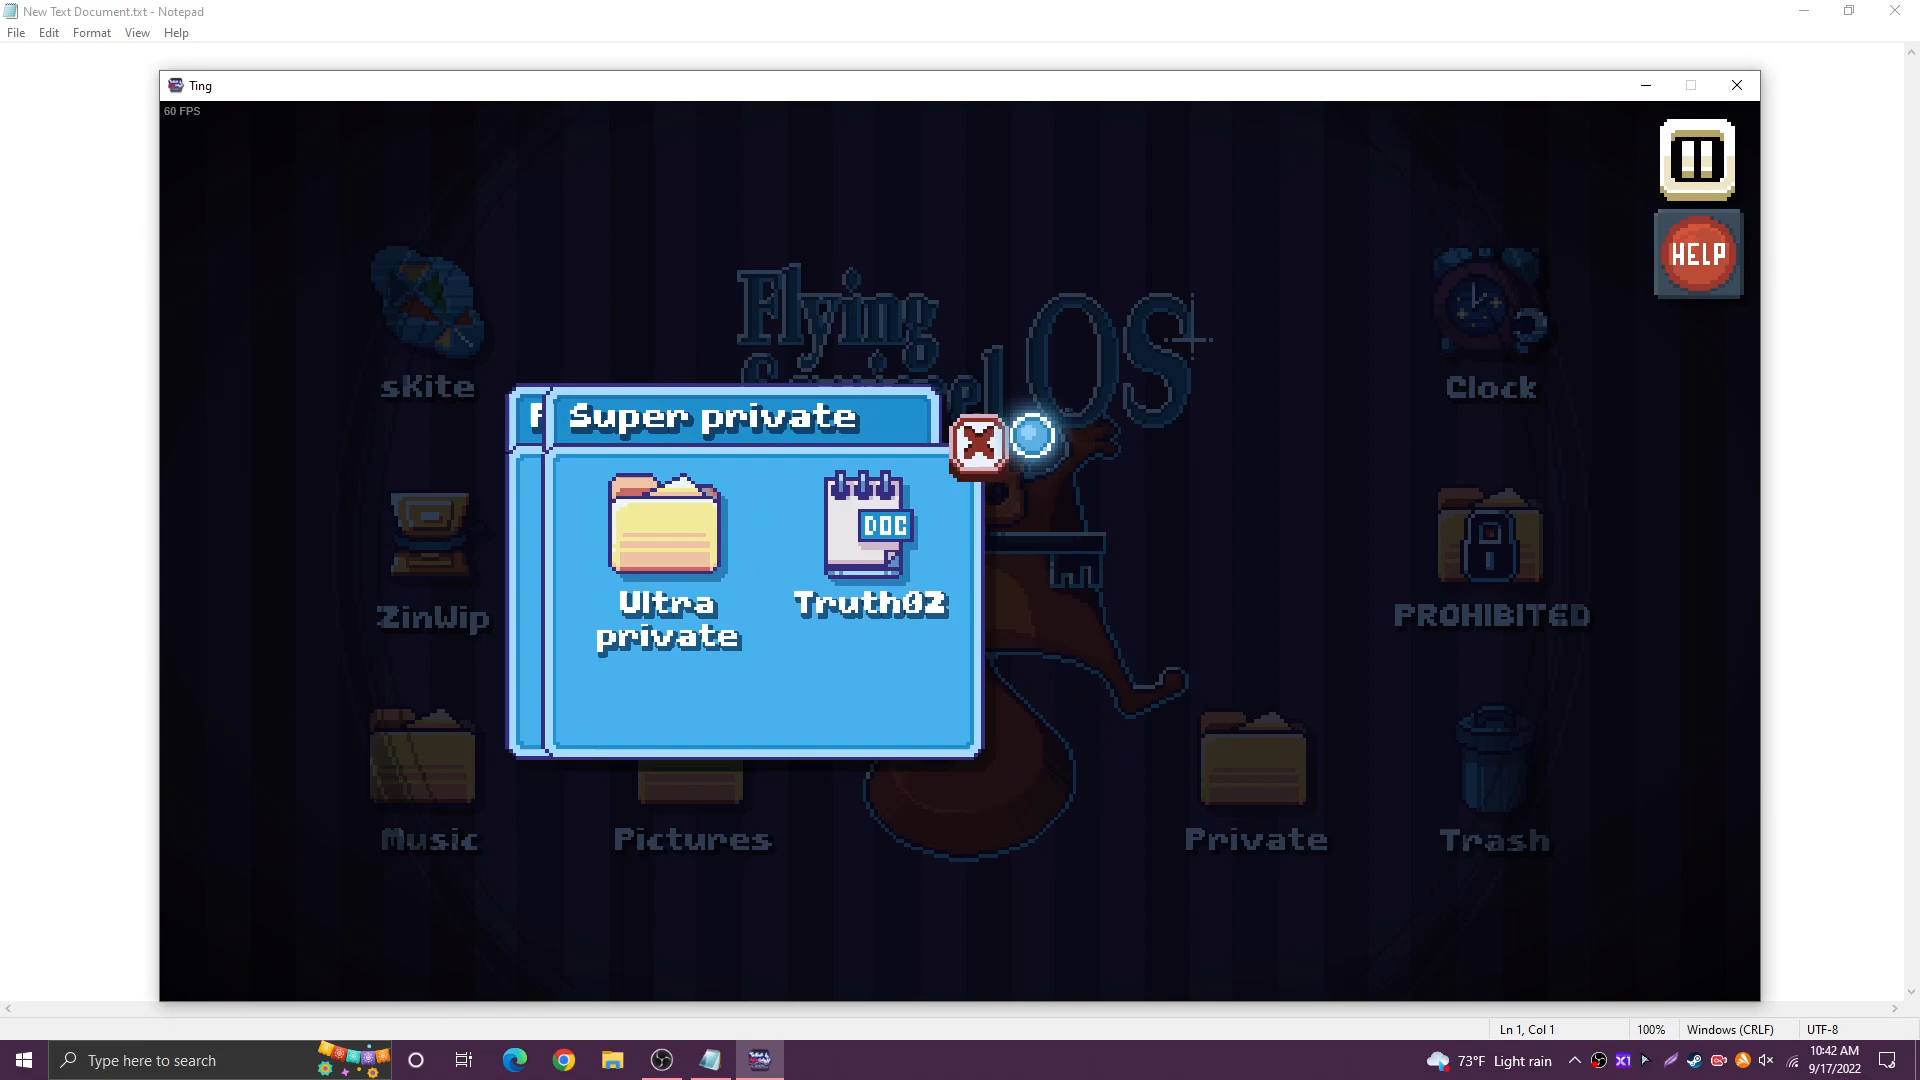 New Text Document.txt - Notepad
File Edit Format View Help
Ting
60 FPS
HELP
Flying
OS
sKite
Clock
Super private
DOC
Ultra
private
Truth02
ZinWip
PROHIBITED
Music
Pictures
Private
Trash
Ln 1, Col 1
100%
Windows (CRLF)
UTF-8
Type here to search
73°F Light rain
10:42 AM
9/17/2022